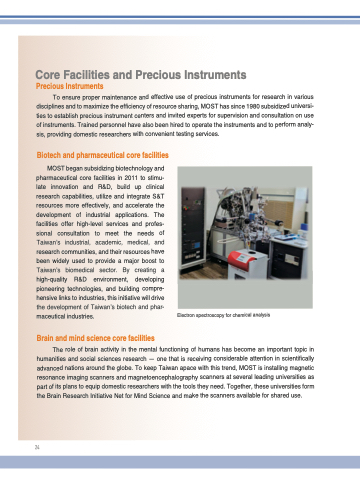 Core Facilities and Precious Instruments
Precious Instruments
To ensure proper maintenance and effective use of precious instruments for research in various
disciplines and to maximize the efficiency of resource sharing, MOST has since 1980 subsidized universi-
ties to establish precious instrument centers and invited experts for supervision and consultation on use
of instruments. Trained personnel have also been hired to operate the instruments and to perform analy-
sis, providing domestic researchers with convenient testing services.
Biotech and pharmaceutical core facilities
MOST began subsidizing biotechnology and
pharmaceutical core facilities in 2011 to stimu-
late innovation and R&D, build up clinical
research capabilities, utilize and integrate S&T
resources more effectively, and accelerate the
development of industrial applications. The
facilities offer high-level services and profes-
sional consultation to meet the needs of
Taiwan's industrial, academic, medical, and
research communities, and their resources have
been widely used to provide a major boost to
Taiwan's biomedical sector. By creating a
high-quality R&D environment, developing
pioneering technologies, and building compre-
hensive links to industries, this initiative will drive
the development of Taiwan's biotech and phar-
maceutical industries.
Electron spectroscopy for chemical analysis
Brain and mind science core facilities
The role of brain activity in the mental functioning of humans has become an important topic in
humanities and social sciences research — one that is receiving considerable attention in scientifically
advanced nations around the globe. To keep Taiwan apace with this trend, MOST is installing magnetic
resonance imaging scanners and magnetoencephalography scanners at several leading universities as
part of its plans to equip domestic researchers with the tools they need. Together, these universities form
the Brain Research Initiative Net for Mind Science and make the scanners available for shared use.
24